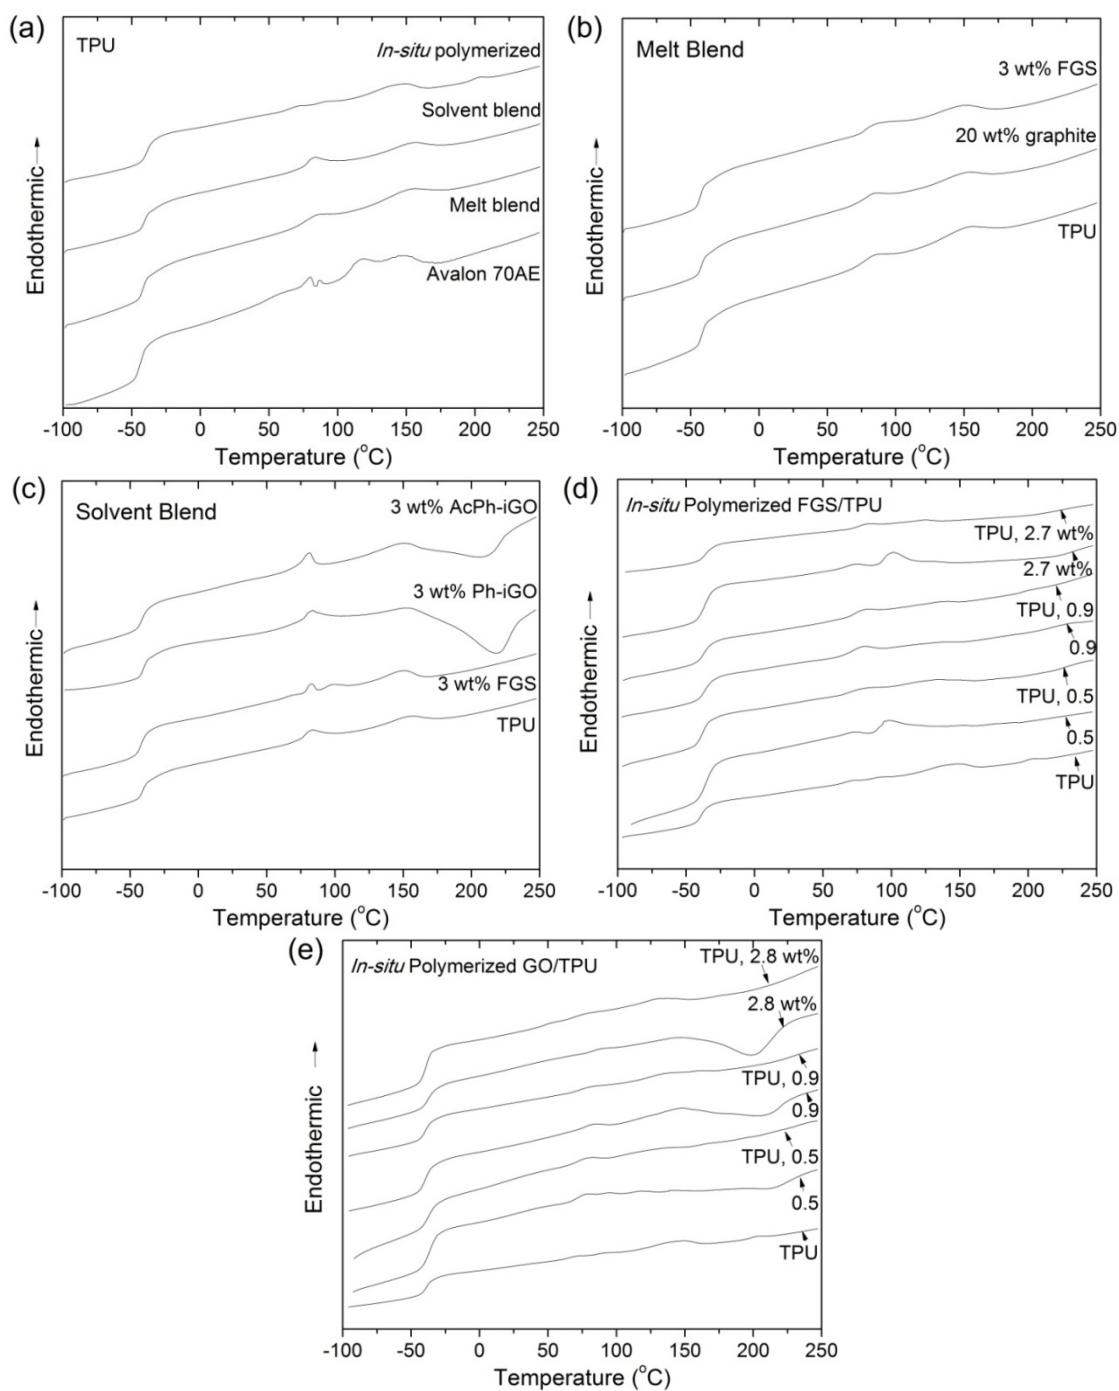 (a)
TPU
In-situ polymerized
Solvent blend
Melt blend
Avalon 70AE
Endothermic
-100 -50 0 50 100 150 200 250
Temperature (°C)
(b)
Melt Blend
3 wt% FGS
20 wt% graphite
TPU
Endothermic
-100 -50 0 50 100 150 200 250
Temperature (°C)
(c)
Solvent Blend
3 wt% AcPh-iGO
3 wt% Ph-iGO
3 wt% FGS
TPU
Endothermic
-100 -50 0 50 100 150 200 250
Temperature (°C)
(d)
In-situ Polymerized FGS/TPU
TPU, 2.7 wt%
2.7 wt%
TPU, 0.9
0.9
TPU, 0.5
0.5
TPU
Endothermic
-100 -50 0 50 100 150 200 250
Temperature (°C)
(e)
In-situ Polymerized GO/TPU
TPU, 2.8 wt%
2.8 wt%
TPU, 0.9
0.9
TPU, 0.5
0.5
TPU
Endothermic
-100 -50 0 50 100 150 200 250
Temperature (°C)